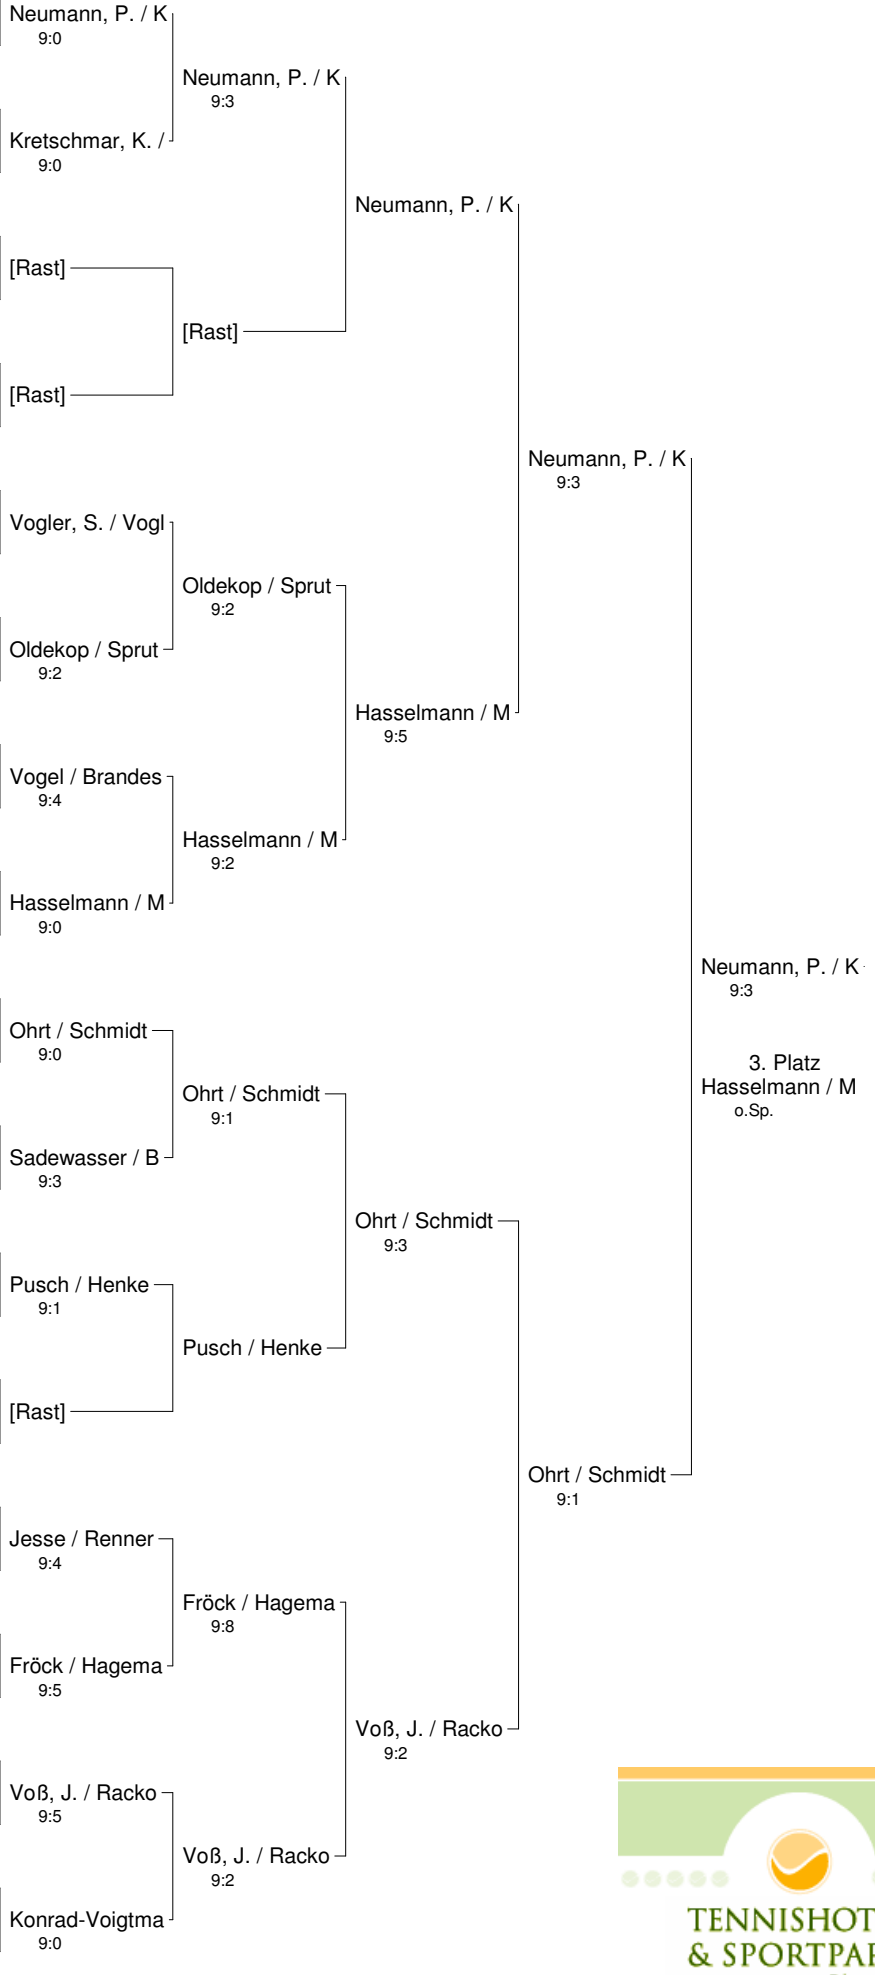 Neumann, P. / K
9:0
Neumann, P. / K
9:3
Kretschmar, K. /
9:0
Neumann, P. / K
[Rast]
[Rast]
[Rast]
Neumann, P. / K
9:3
Vogler, S. / Vogl
Oldekop / Sprut
9:2
Oldekop / Sprut
9:2
Hasselmann / M
9:5
Vogel / Brandes
9:4
Hasselmann / M
9:2
Hasselmann / M
9:0
Neumann, P. / K
9:3
Ohrt / Schmidt
9:0
3. Platz
Hasselmann / M
o.Sp.
Ohrt / Schmidt
9:1
Sadewasser / B
9:3
Ohrt / Schmidt
9:3
Pusch / Henke
9:1
Pusch / Henke
[Rast]
Ohrt / Schmidt
9:1
Jesse / Renner
9:4
Fröck / Hagema
9:8
Fröck / Hagema
9:5
Voß, J. / Racko
9:2
Voß, J. / Racko
9:5
Voß, J. / Racko
9:2
Konrad-Voigtma
9:0
TENNISHOT
& SPORTPAR